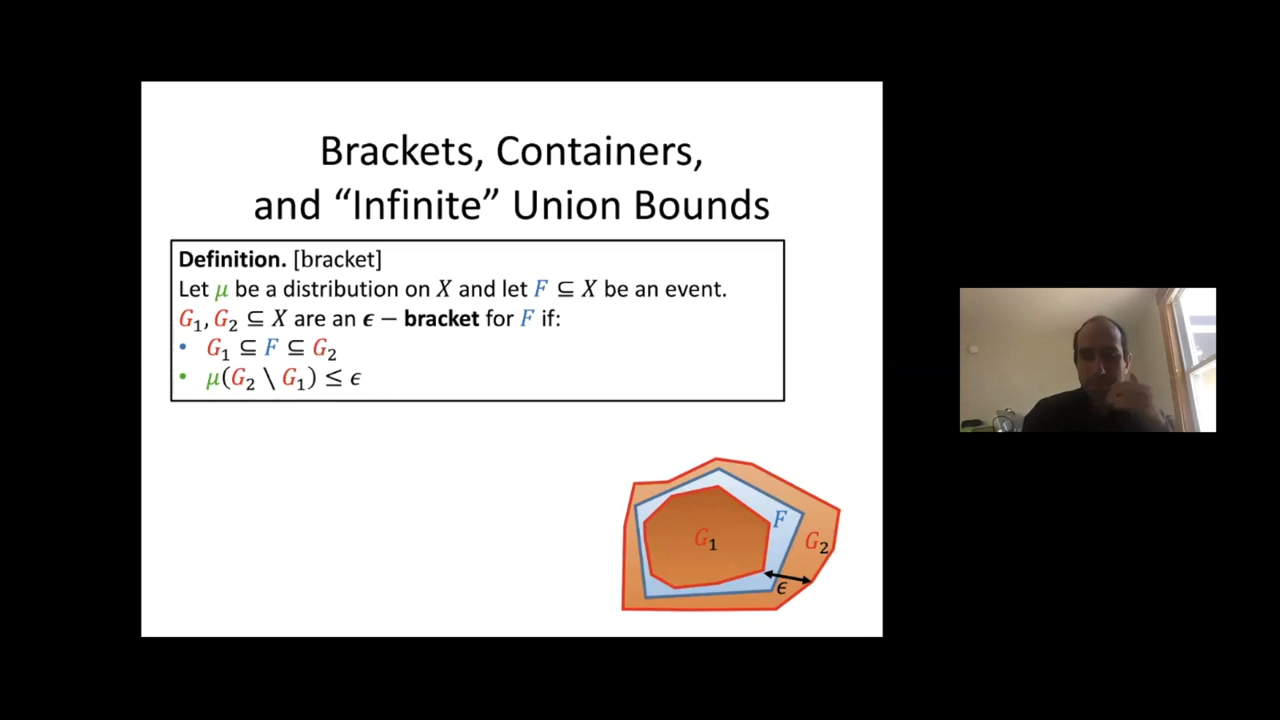 Brackets, Containers,
and “Infinite” Union Bounds
Definition. [bracket]
Let μ be a distribution on X and let F ⊆ X be an event.
G₁, G₂ ⊆ X are an ϵ − bracket for F if:
• G₁ ⊆ F ⊆ G₂
• μ(G₂ \ G₁) ≤ ϵ
G₁
F
G₂
ϵ